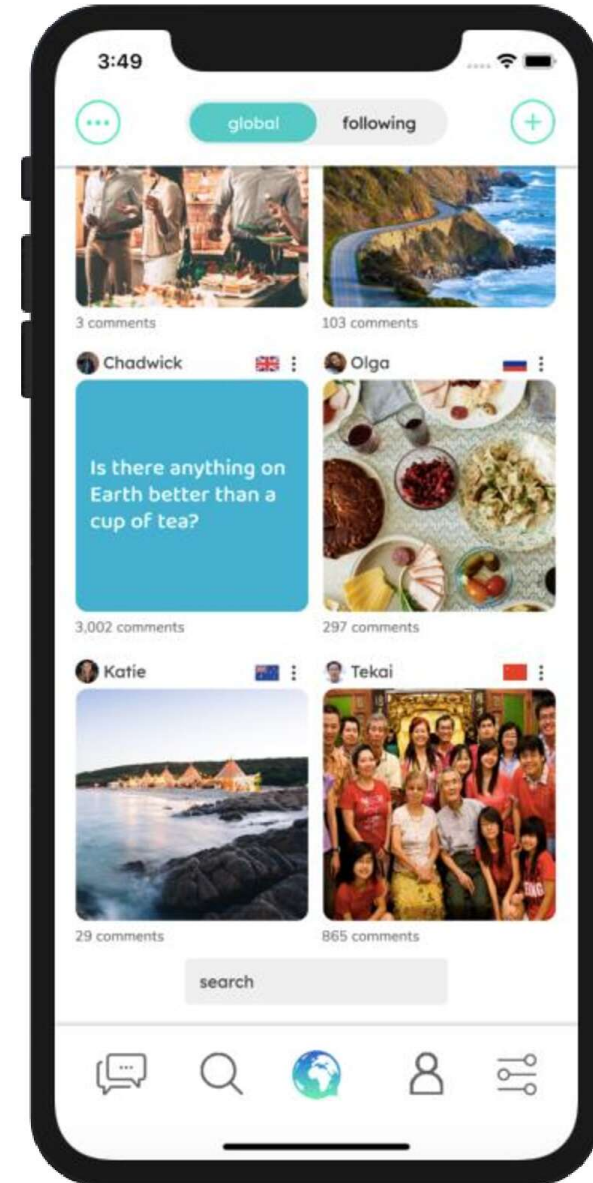 3:49
global following
3 comments 103 comments
Chadwick Olga
Is there anything on
Earth better than a
cup of tea?
3,002 comments 297 comments
Katie Tekai
29 comments 865 comments
search